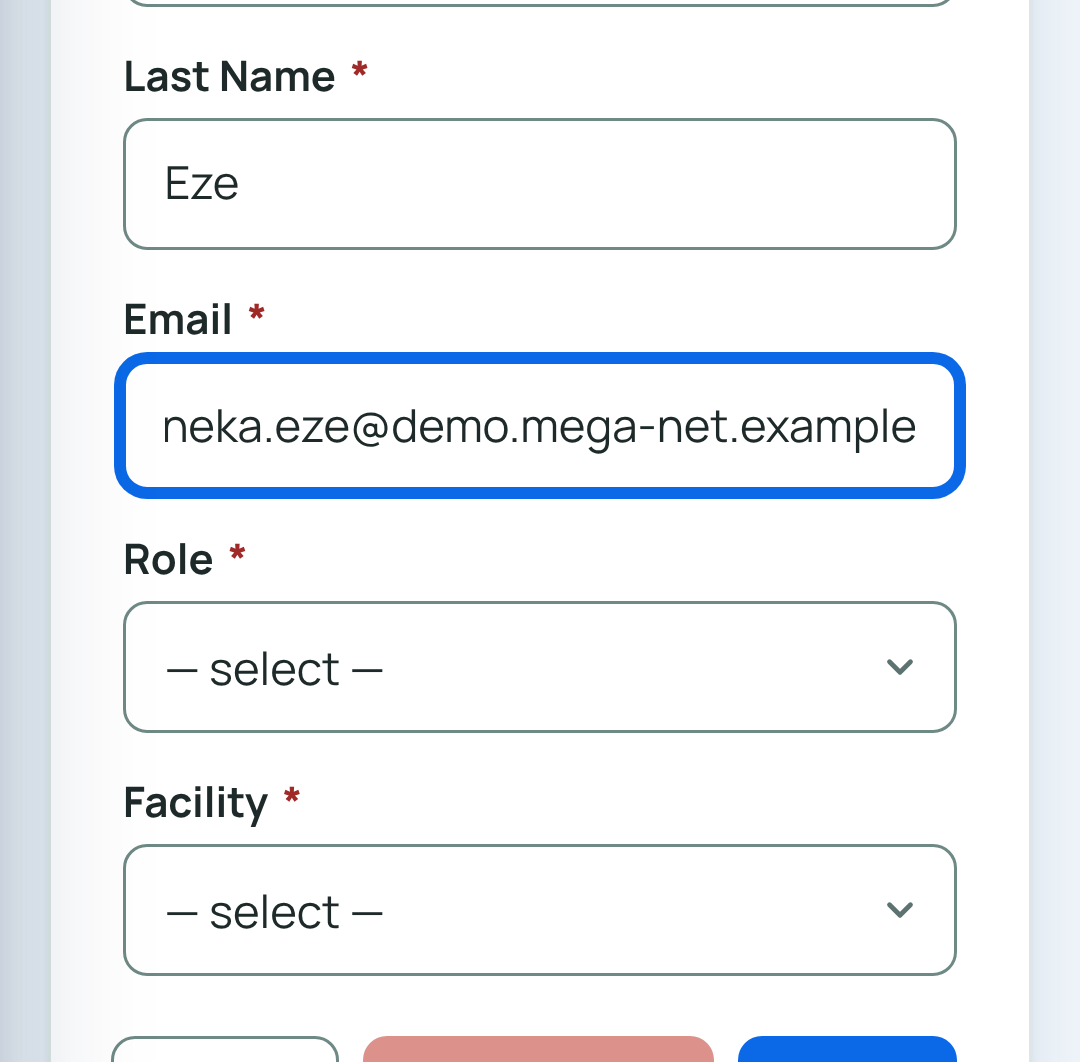 Last Name *
Eze
Email *
neka.eze@demo.mega-net.example
Role *
— select —
Facility *
— select —